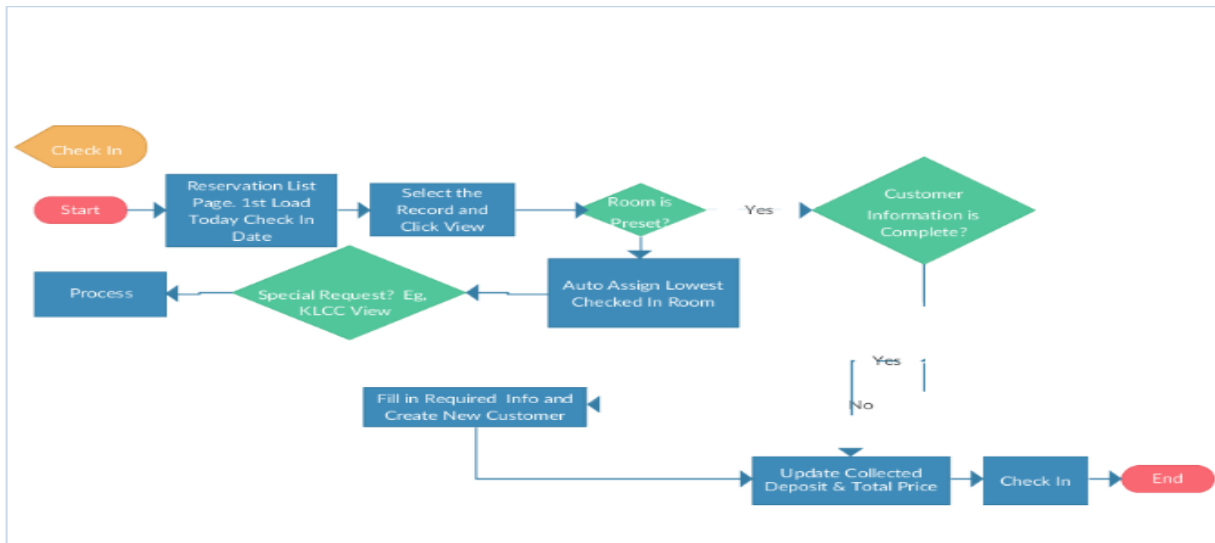 Check In
Start
Reservation List
Page. 1st Load
Today Check In
Date
Select the
Record and
Click View
Room is
Preset?
Yes
Customer
Information is
Complete?
Process
Special Request? Eg,
KLCC View
Auto Assign Lowest
Checked In Room
Yes
No
Fill in Required Info and
Create New Customer
Update Collected
Deposit & Total Price
Check In
End